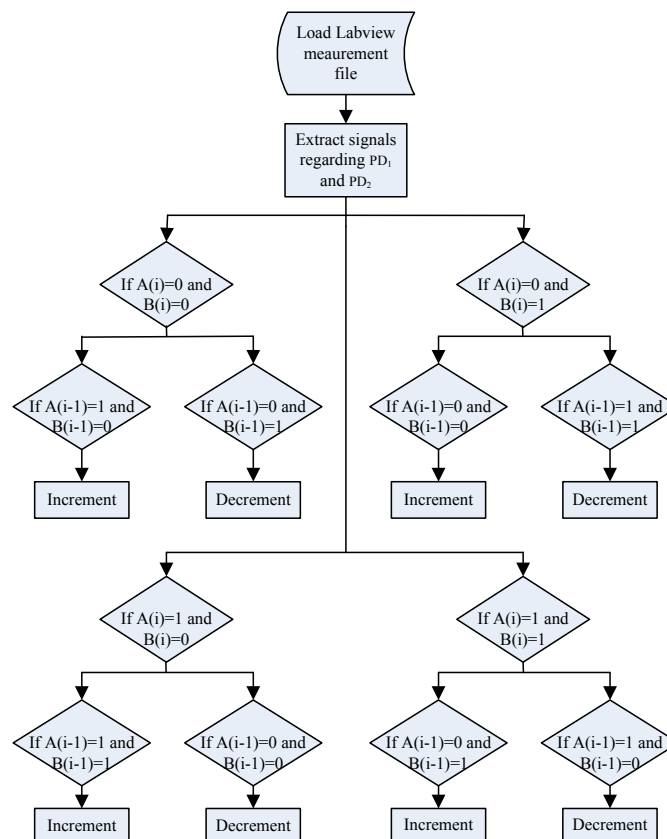 Load Labview
meaurement
file
Extract signals
regarding PD₁
and PD₂
If A(i)=0 and
B(i)=0
If A(i)=0 and
B(i)=1
If A(i-1)=1 and
B(i-1)=0
If A(i-1)=0 and
B(i-1)=1
If A(i-1)=0 and
B(i-1)=0
If A(i-1)=1 and
B(i-1)=1
Increment
Decrement
Increment
Decrement
If A(i)=1 and
B(i)=0
If A(i)=1 and
B(i)=1
If A(i-1)=1 and
B(i-1)=1
If A(i-1)=0 and
B(i-1)=0
If A(i-1)=0 and
B(i-1)=1
If A(i-1)=1 and
B(i-1)=0
Increment
Decrement
Increment
Decrement